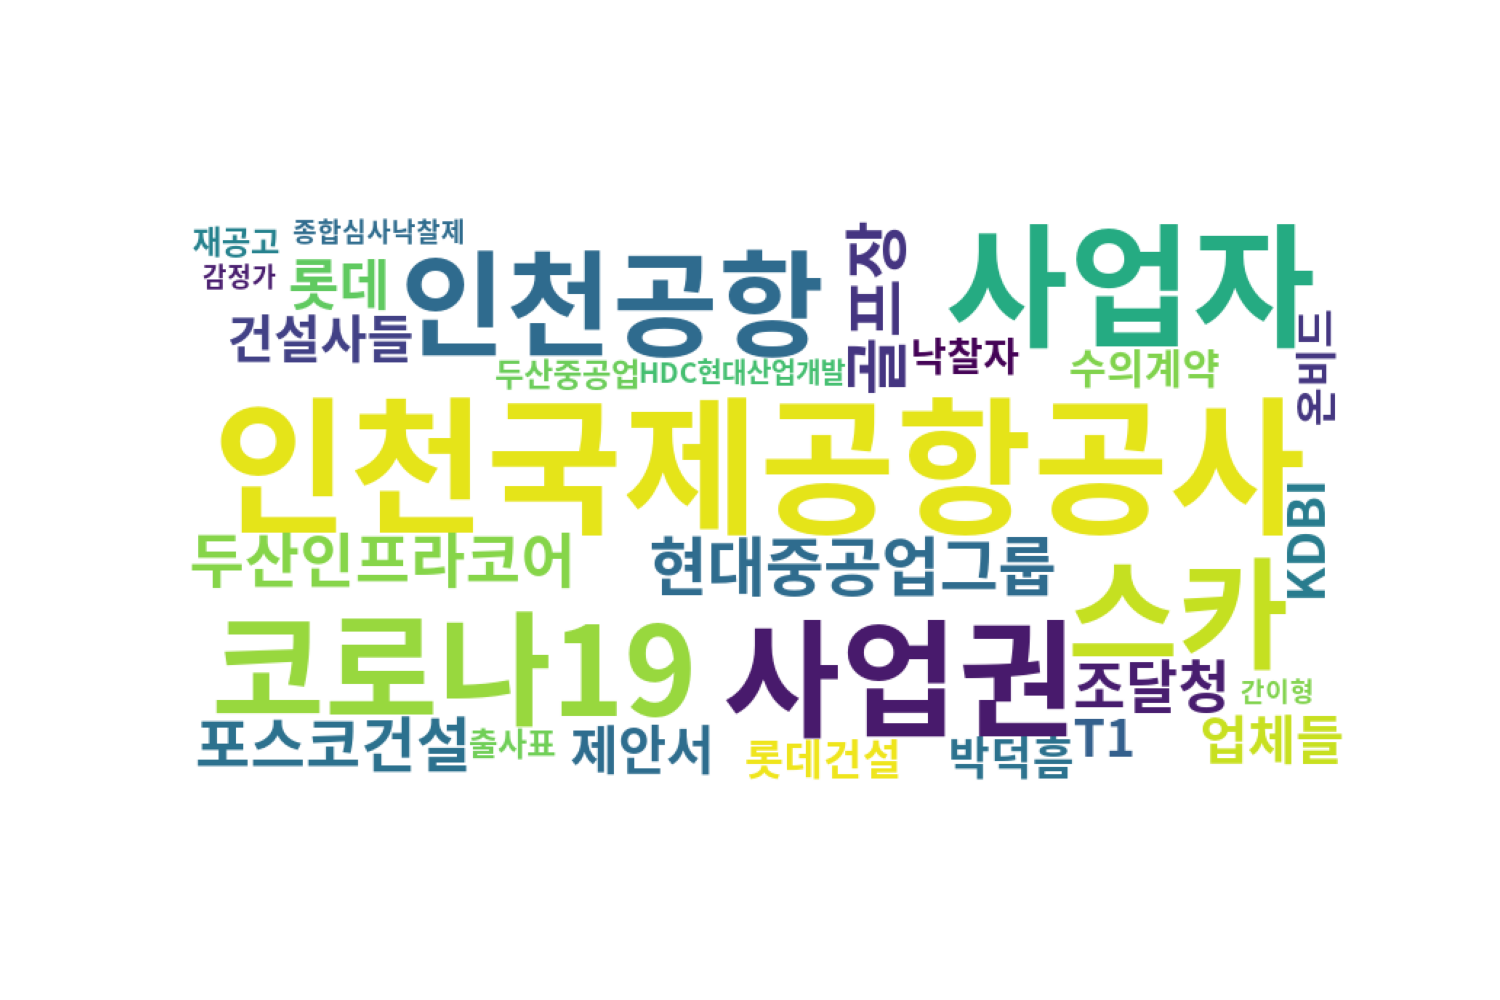 재공고
종합심사낙찰제
감정가
롯데
인천공항
골프장
사업자
건설사들
두산중공업
HDC현대산업개발
낙찰자
수의계약
온비드
인천국제공항공사
KDBI
두산인프라코어
현대중공업그룹
스카
코로나19
사업권
조달청
간이형
포스코건설
출사표
제안서
롯데건설
박덕흠
T1
업체들